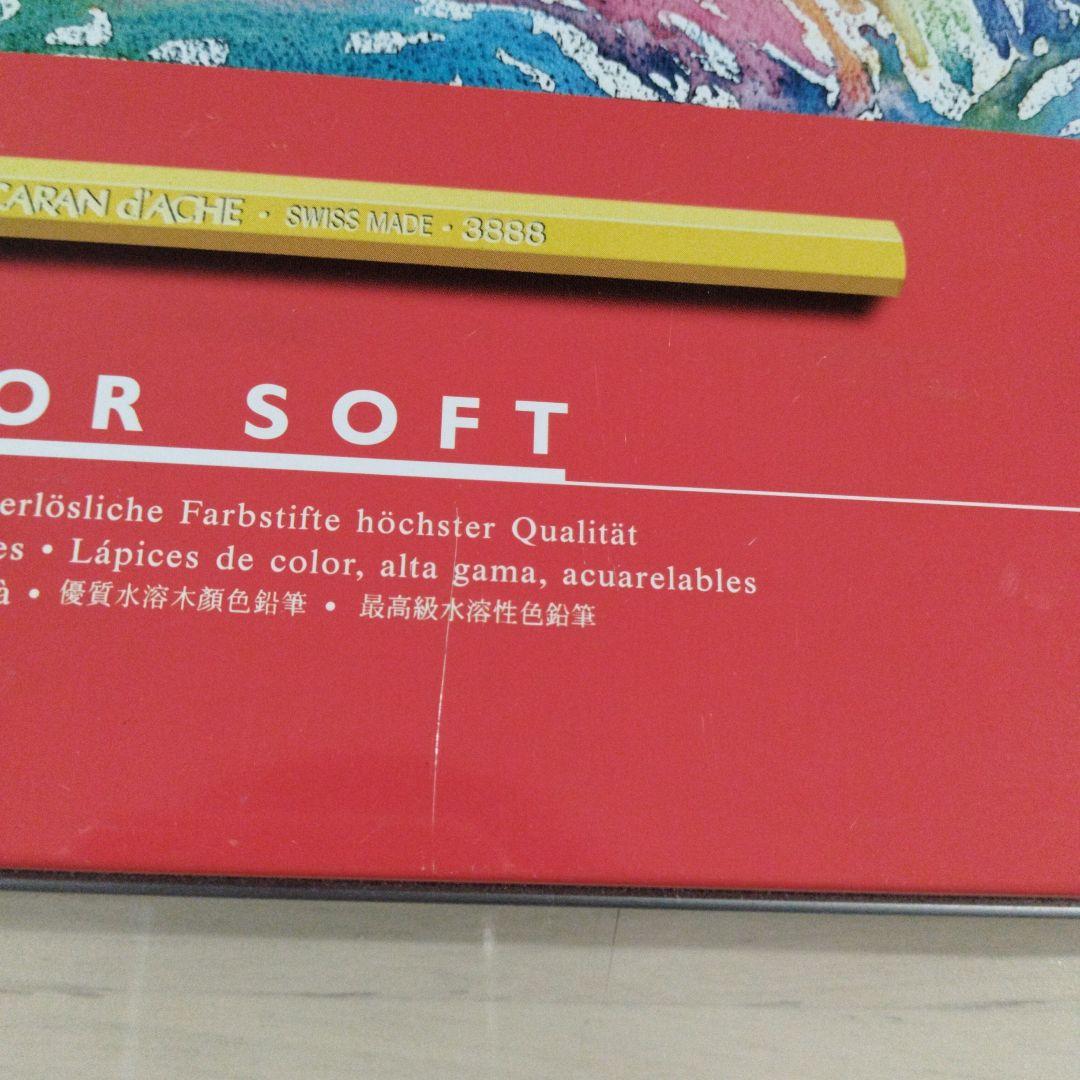 CARAN d'ACHE · SWISS MADE · 3888
OR SOFT
erlösliche Farbstifte höchster Qualität
es • Lápices de color, alta gama, acuarelables
à • 優質水溶木顏色鉛筆 • 最高級水溶性色鉛筆